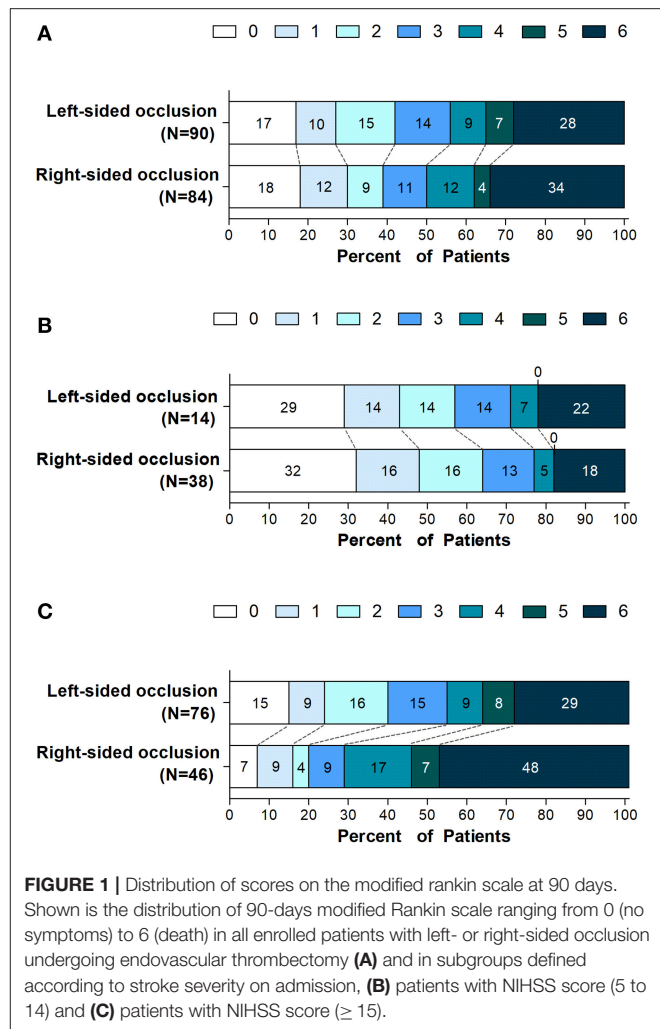 A
0 1 2 3 4 5 6
Left-sided occlusion
(N=90)
17 10 15 14 9 7 28
Right-sided occlusion
(N=84)
18 12 9 11 12 4 34
0 10 20 30 40 50 60 70 80 90 100
Percent of Patients
B
0 1 2 3 4 5 6
0
Left-sided occlusion
(N=14)
29 14 14 14 7 22
0
Right-sided occlusion
(N=38)
32 16 16 13 5 18
0 10 20 30 40 50 60 70 80 90 100
Percent of Patients
C
0 1 2 3 4 5 6
Left-sided occlusion
(N=76)
15 9 16 15 9 8 29
Right-sided occlusion
(N=46)
7 9 4 9 17 7 48
0 10 20 30 40 50 60 70 80 90 100
Percent of Patients
FIGURE 1 | Distribution of scores on the modified rankin scale at 90 days.
Shown is the distribution of 90-days modified Rankin scale ranging from 0 (no
symptoms) to 6 (death) in all enrolled patients with left- or right-sided occlusion
undergoing endovascular thrombectomy (A) and in subgroups defined
according to stroke severity on admission, (B) patients with NIHSS score (5 to
14) and (C) patients with NIHSS score (≥ 15).